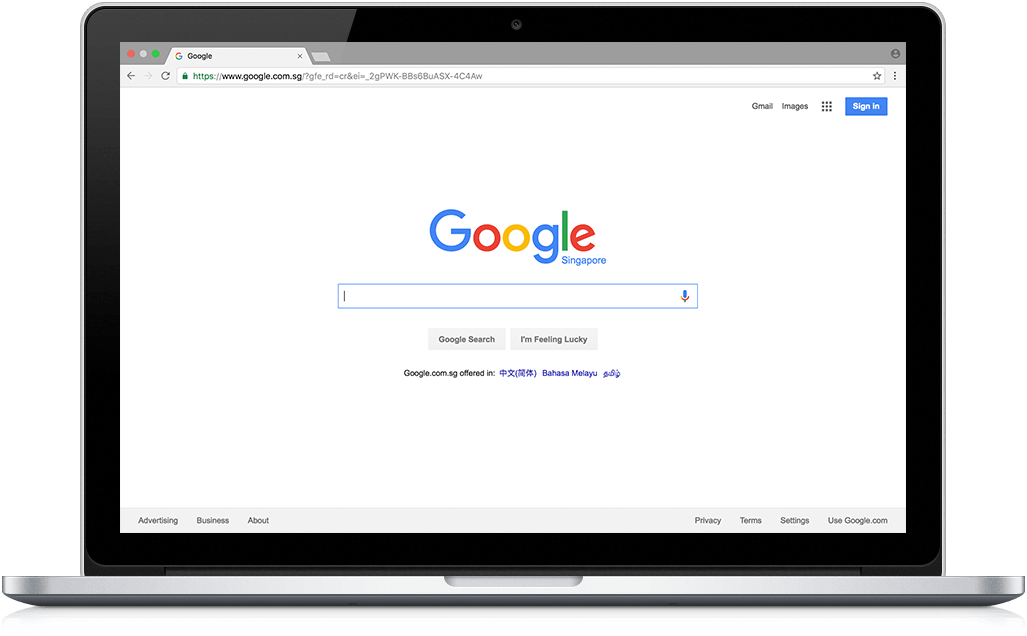 Google
https://www.google.com.sg/?gfe_rd=cr&ei=_2gPWK-BBs6BuASX-4C4Aw
Gmail Images Sign in
Google
Singapore
Google Search I'm Feeling Lucky
Google.com.sg offered in: 中文(简体) Bahasa Melayu தமிழ்
Advertising Business About Privacy Terms Settings Use Google.com